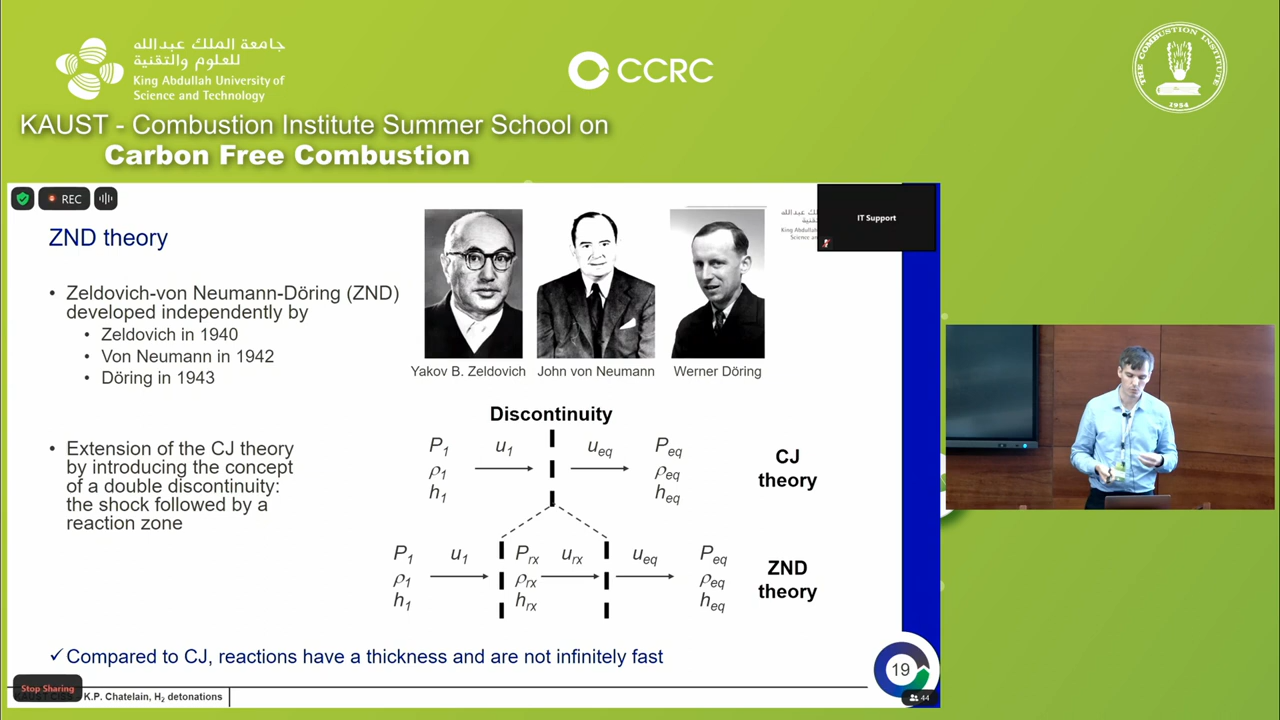 جامعة الملك عبدالله
للعلوم والتقنية
King Abdullah University of
Science and Technology
CCRC
THE COMBUSTION INSTITUTE
1954
KAUST - Combustion Institute Summer School on
Carbon Free Combustion
REC
IT Support
ZND theory
• Zeldovich-von Neumann-Döring (ZND)
developed independently by
• Zeldovich in 1940
• Von Neumann in 1942
• Döring in 1943
Yakov B. Zeldovich John von Neumann Werner Döring
• Extension of the CJ theory
by introducing the concept
of a double discontinuity:
the shock followed by a
reaction zone
Discontinuity
P1 u1 ueq Peq
ρ1 ρeq
h1 heq
CJ
theory
P1 u1 Prx urx ueq Peq
ρ1 ρrx ρeq
h1 hrx heq
ZND
theory
✓Compared to CJ, reactions have a thickness and are not infinitely fast
19
44
Stop Sharing
K.P. Chatelain, H2 detonations